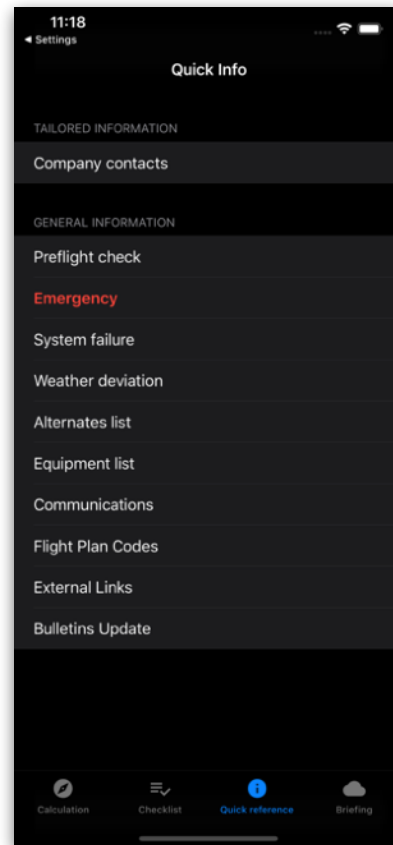 11:18
◀ Settings
Quick Info
TAILORED INFORMATION
Company contacts
GENERAL INFORMATION
Preflight check
Emergency
System failure
Weather deviation
Alternates list
Equipment list
Communications
Flight Plan Codes
External Links
Bulletins Update
Calculation Checklist Quick reference Briefing